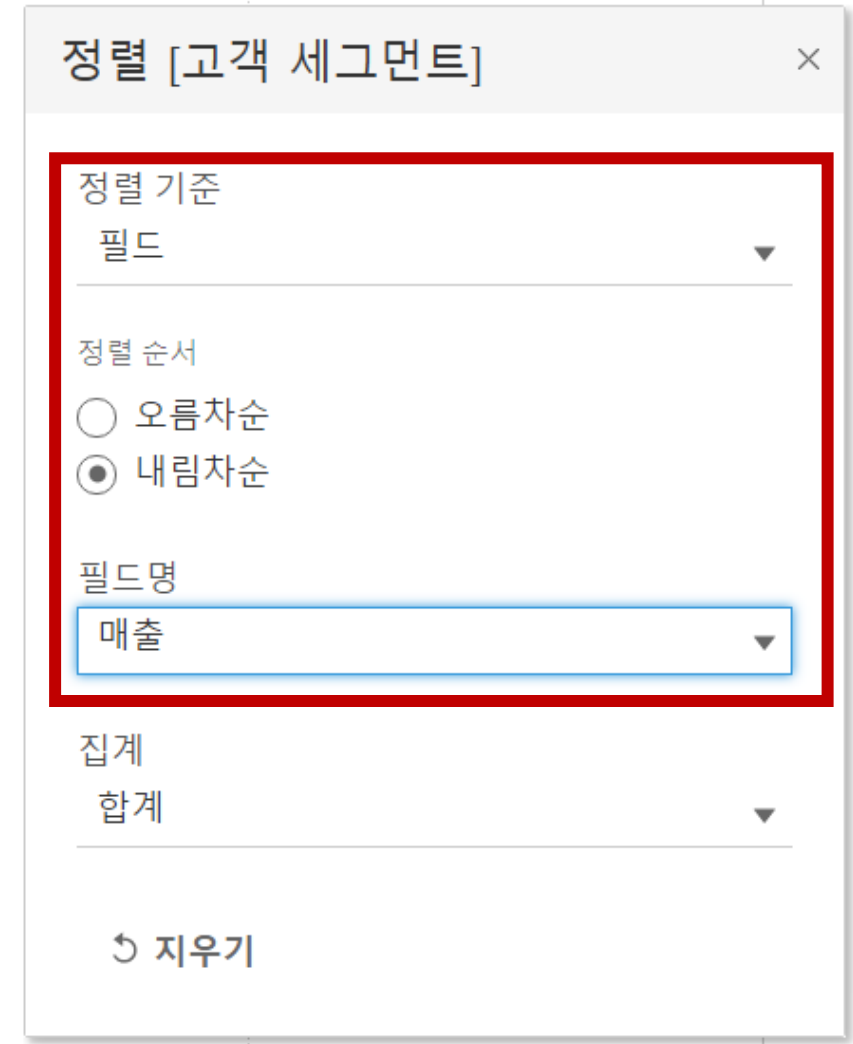 정렬 [고객 세그먼트]
정렬 기준
필드
정렬 순서
오름차순
내림차순
필드명
매출
집계
합계
지우기